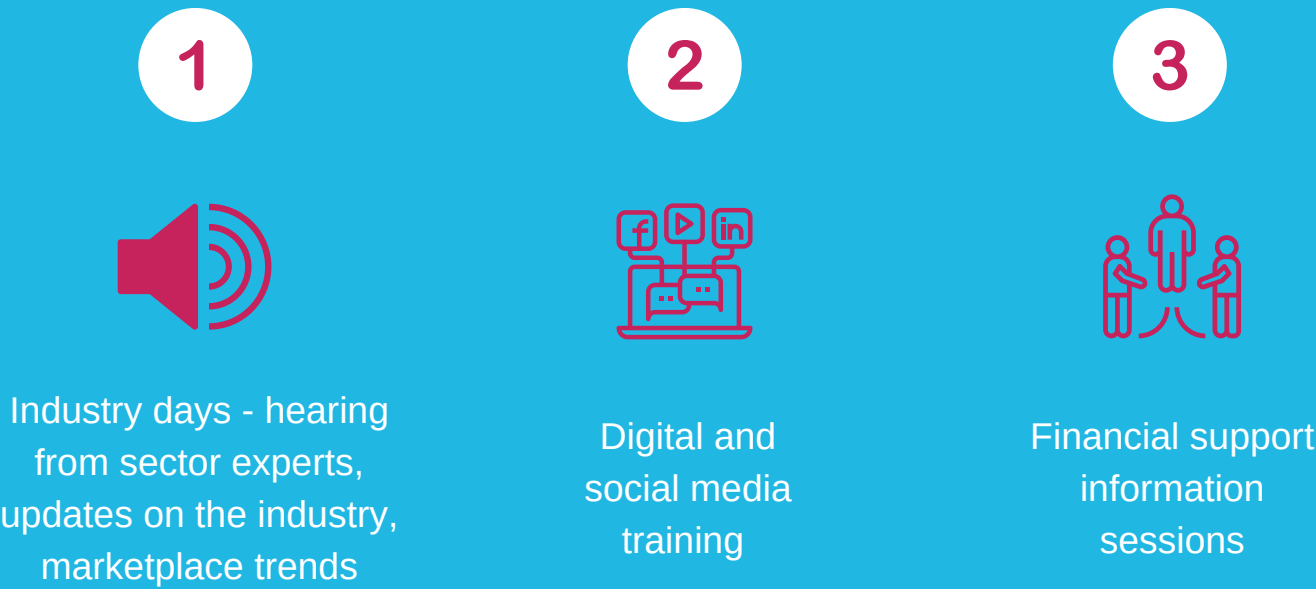 1
2
3
f
in
Industry days - hearing
from sector experts,
updates on the industry,
marketplace trends
Digital and
social media
training
Financial support
information
sessions